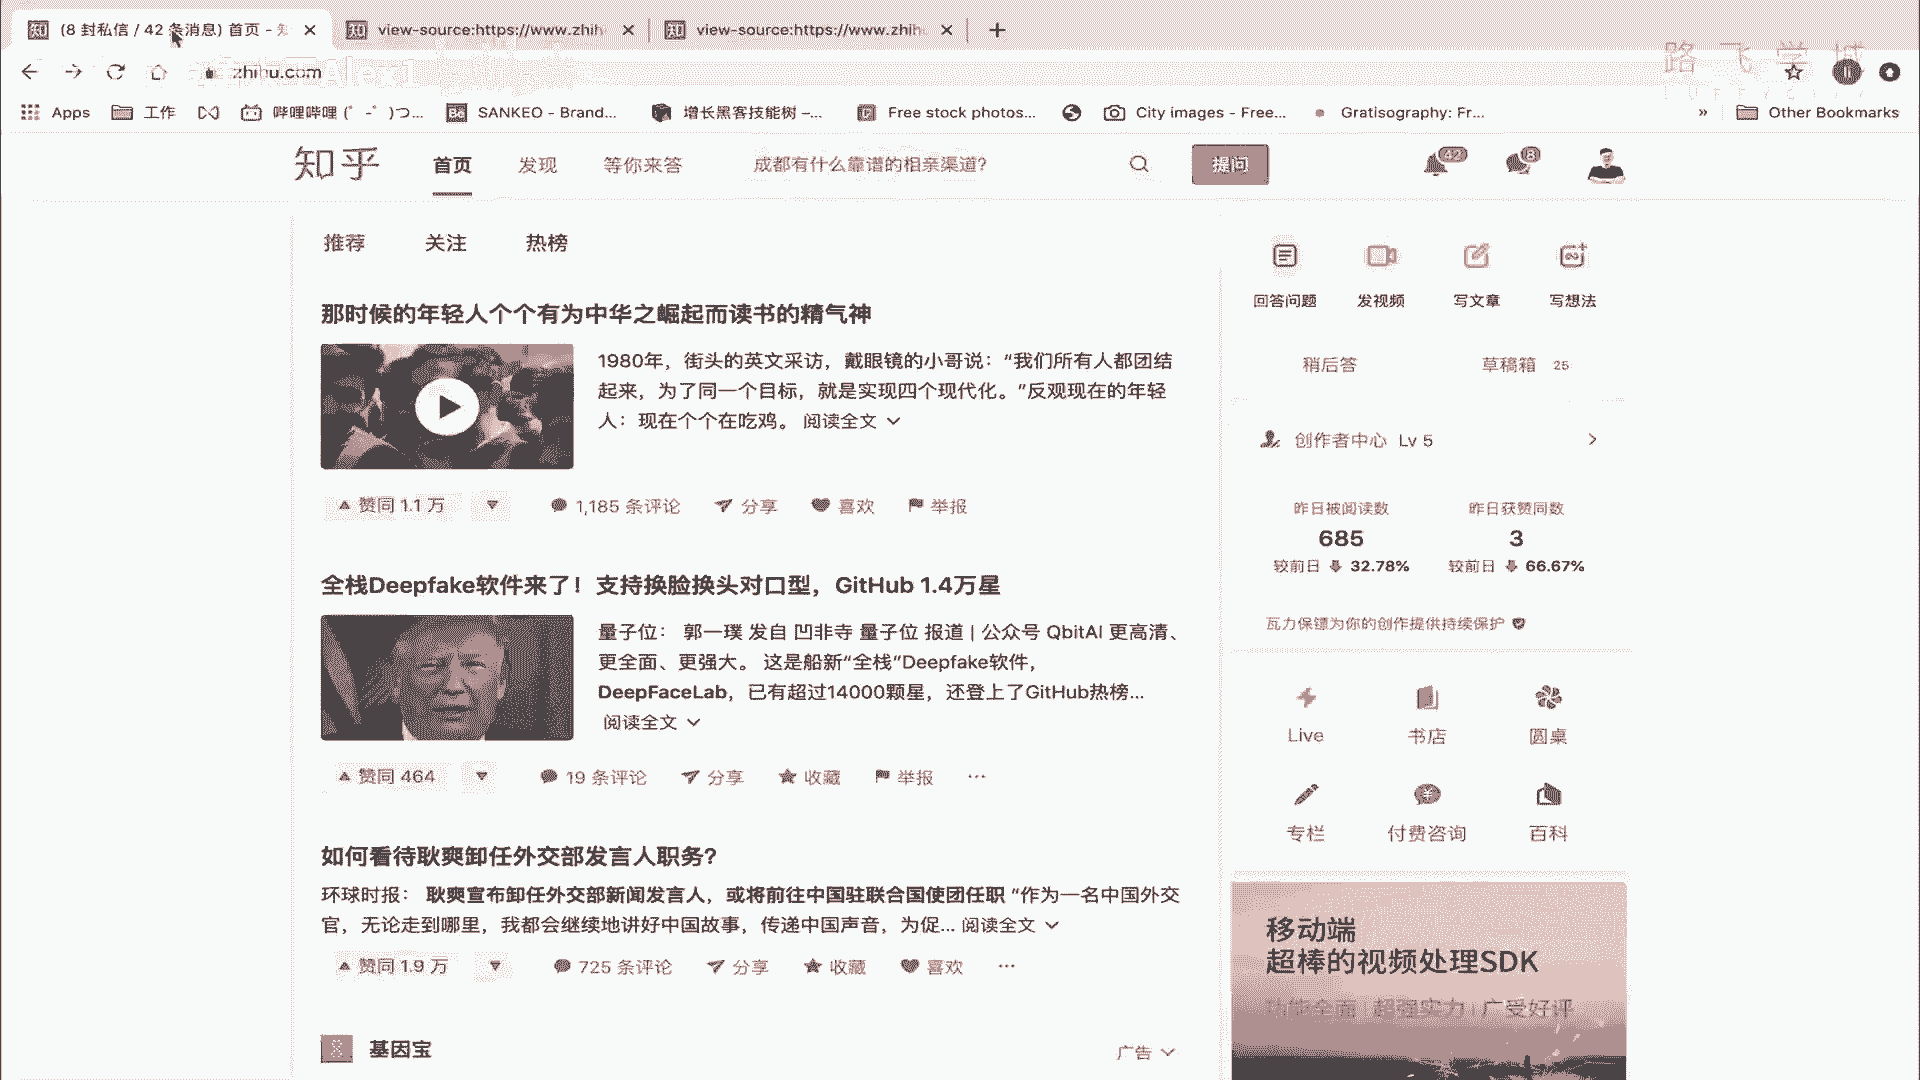 (8 封私信 / 42 条消息) 首页 - 知
view-source:https://www.zhih
view-source:https://www.zhih
路飞学城
zhihu.com
Alex1
Apps
工作
哔哩哔哩 (゜-゜)つ...
SANKEO - Brand...
增长黑客技能树 –...
Free stock photos...
City images - Free...
Gratisography: Fr...
»
Other Bookmarks
知乎
首页
发现
等你来答
成都有什么靠谱的相亲渠道?
提问
42
8
推荐
关注
热榜
那时候的年轻人个个有为中华之崛起而读书的精气神
1980年，街头的英文采访，戴眼镜的小哥说：“我们所有人都团结
起来，为了同一个目标，就是实现四个现代化。”反观现在的年轻
人：现在个个在吃鸡。 阅读全文
赞同 1.1 万
1,185 条评论
分享
喜欢
举报
全栈Deepfake软件来了！支持换脸换头对口型，GitHub 1.4万星
量子位： 郭一璞 发自 凹非寺 量子位 报道 | 公众号 QbitAI 更高清、
更全面、更强大。 这是船新“全栈”Deepfake软件，
DeepFaceLab，已有超过14000颗星，还登上了GitHub热榜...
阅读全文
赞同 464
19 条评论
分享
收藏
举报
...
如何看待耿爽卸任外交部发言人职务?
环球时报： 耿爽宣布卸任外交部新闻发言人，或将前往中国驻联合国使团任职 “作为一名中国外交
官，无论走到哪里，我都会继续地讲好中国故事，传递中国声音，为促... 阅读全文
赞同 1.9 万
725 条评论
分享
收藏
喜欢
...
基因宝
广告
回答问题
发视频
写文章
写想法
稍后答
草稿箱 25
创作者中心 Lv 5
昨日被阅读数
昨日获赞同数
685
3
较前日 32.78%
较前日 66.67%
瓦力保镖为你的创作提供持续保护
Live
书店
圆桌
专栏
付费咨询
百科
移动端
超棒的视频处理SDK
功能全面 | 超强实力 | 广受好评